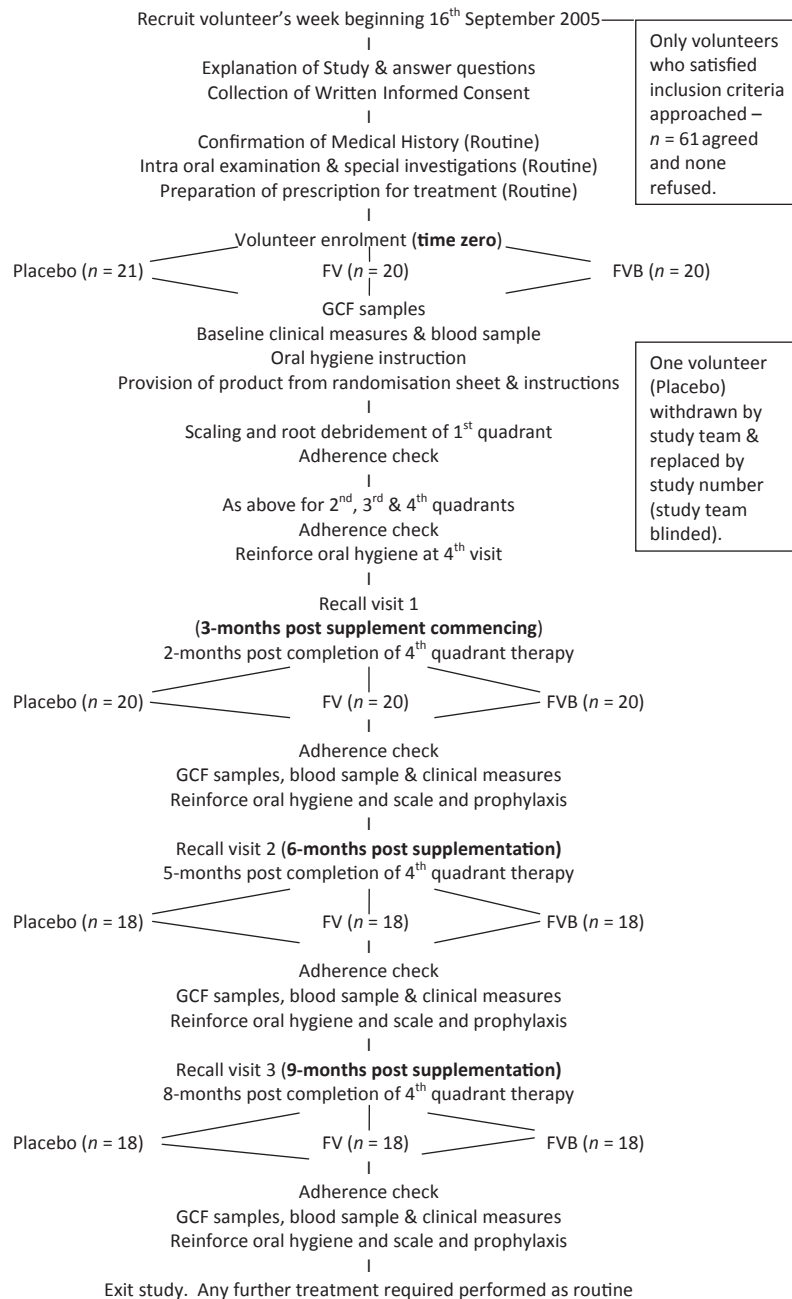 Recruit volunteer's week beginning 16th September 2005
Only volunteers
who satisfied
inclusion criteria
approached –
n = 61 agreed
and none
refused.
Explanation of Study & answer questions
Collection of Written Informed Consent
Confirmation of Medical History (Routine)
Intra oral examination & special investigations (Routine)
Preparation of prescription for treatment (Routine)
Volunteer enrolment (time zero)
Placebo (n = 21) FV (n = 20) FVB (n = 20)
GCF samples
Baseline clinical measures & blood sample
Oral hygiene instruction
Provision of product from randomisation sheet & instructions
One volunteer
(Placebo)
withdrawn by
study team &
replaced by
study number
(study team
blinded).
Scaling and root debridement of 1st quadrant
Adherence check
As above for 2nd, 3rd & 4th quadrants
Adherence check
Reinforce oral hygiene at 4th visit
Recall visit 1
(3-months post supplement commencing)
2-months post completion of 4th quadrant therapy
Placebo (n = 20) FV (n = 20) FVB (n = 20)
Adherence check
GCF samples, blood sample & clinical measures
Reinforce oral hygiene and scale and prophylaxis
Recall visit 2 (6-months post supplementation)
5-months post completion of 4th quadrant therapy
Placebo (n = 18) FV (n = 18) FVB (n = 18)
Adherence check
GCF samples, blood sample & clinical measures
Reinforce oral hygiene and scale and prophylaxis
Recall visit 3 (9-months post supplementation)
8-months post completion of 4th quadrant therapy
Placebo (n = 18) FV (n = 18) FVB (n = 18)
Adherence check
GCF samples, blood sample & clinical measures
Reinforce oral hygiene and scale and prophylaxis
Exit study. Any further treatment required performed as routine